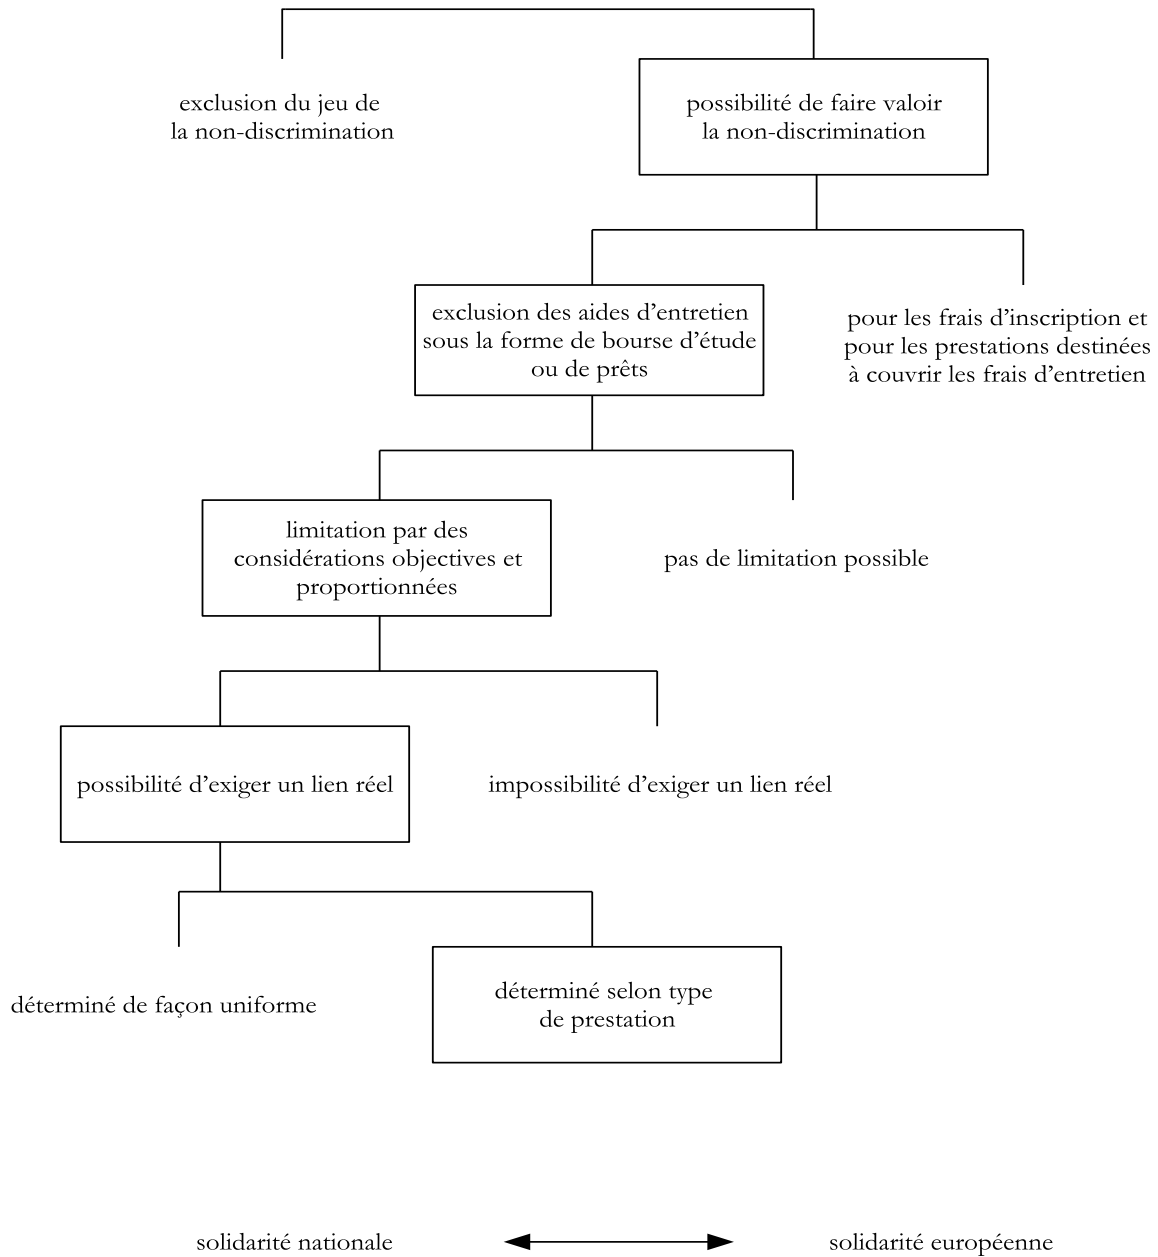 exclusion du jeu de
la non-discrimination
possibilité de faire valoir
la non-discrimination
exclusion des aides d’entretien
sous la forme de bourse d’étude
ou de prêts
pour les frais d’inscription et
pour les prestations destinées
à couvrir les frais d’entretien
limitation par des
considérations objectives et
proportionnées
pas de limitation possible
possibilité d’exiger un lien réel
impossibilité d’exiger un lien réel
déterminé de façon uniforme
déterminé selon type
de prestation
solidarité nationale
solidarité européenne